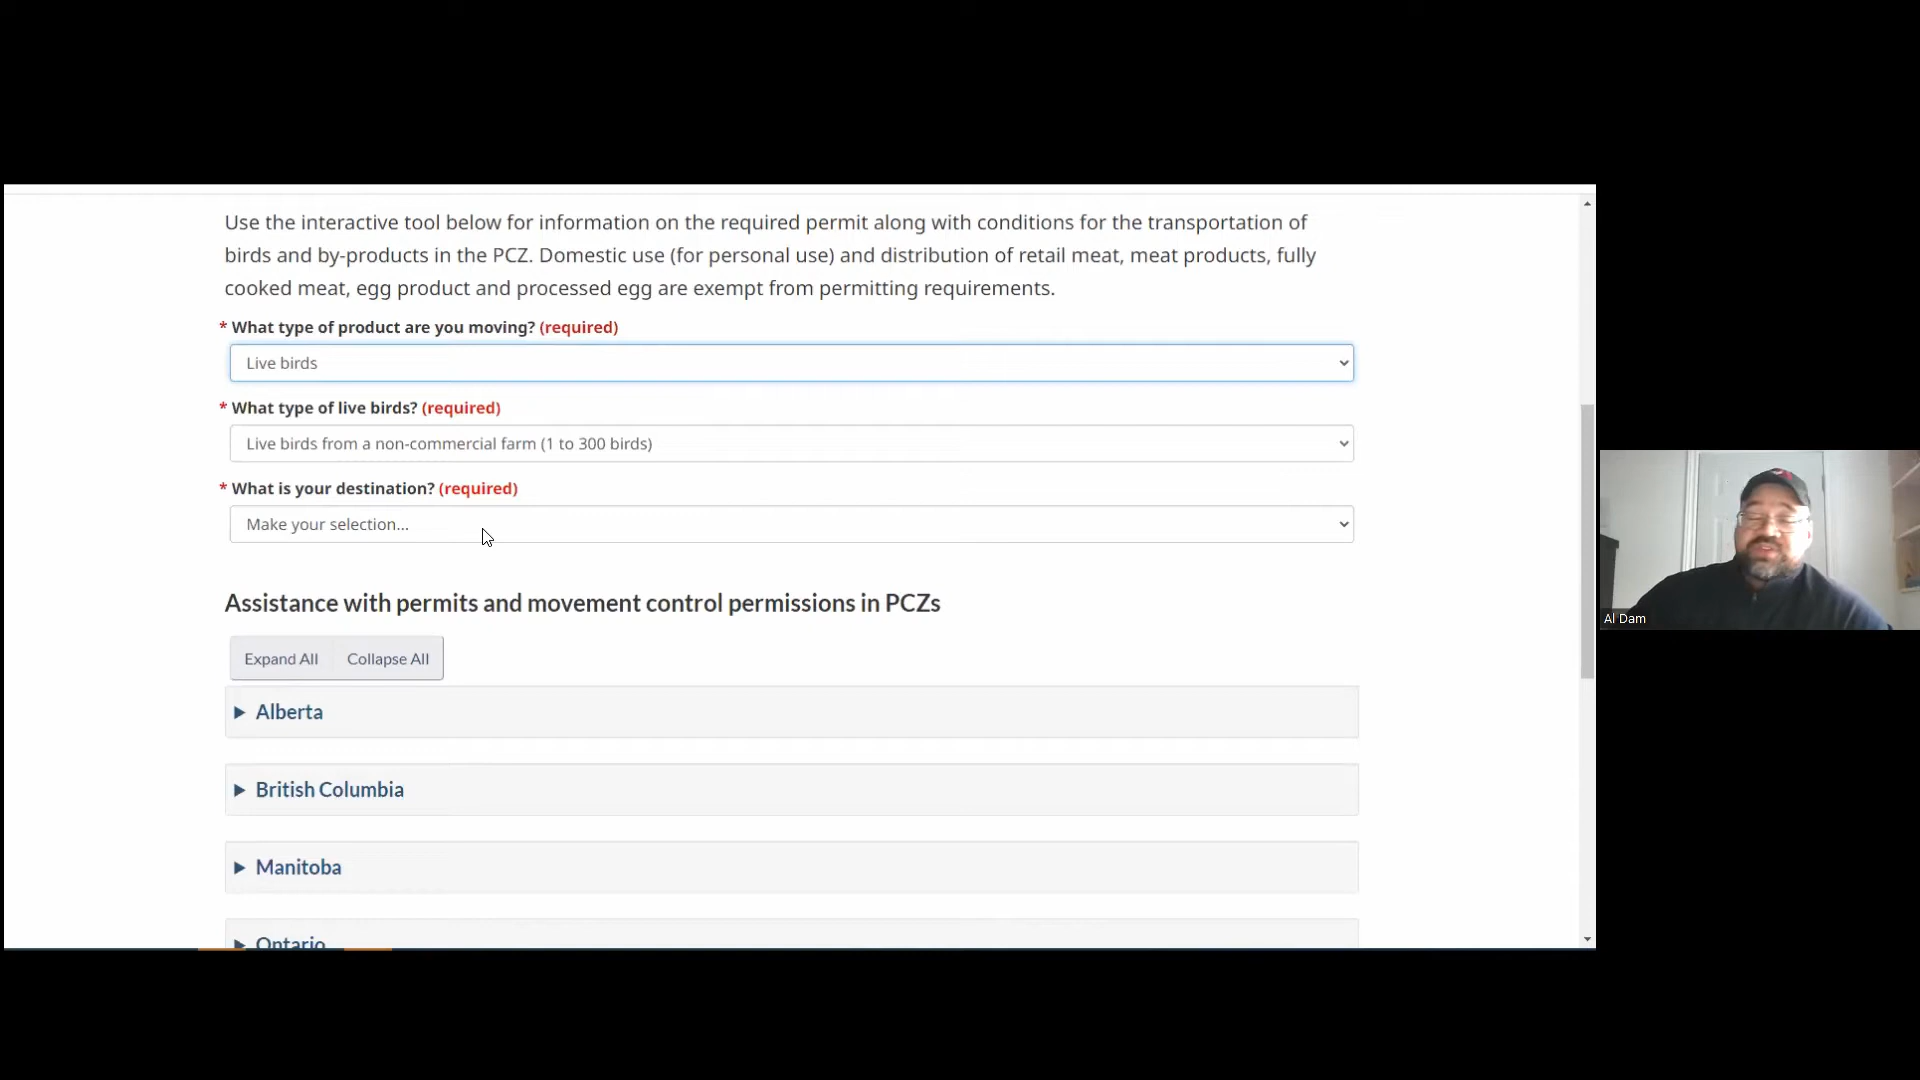 Use the interactive tool below for information on the required permit along with conditions for the transportation of
birds and by-products in the PCZ. Domestic use (for personal use) and distribution of retail meat, meat products, fully
cooked meat, egg product and processed egg are exempt from permitting requirements.
* What type of product are you moving? (required)
Live birds
* What type of live birds? (required)
Live birds from a non-commercial farm (1 to 300 birds)
* What is your destination? (required)
Make your selection...
Assistance with permits and movement control permissions in PCZs
Expand All Collapse All
Alberta
British Columbia
Manitoba
Ontario
Al Dam